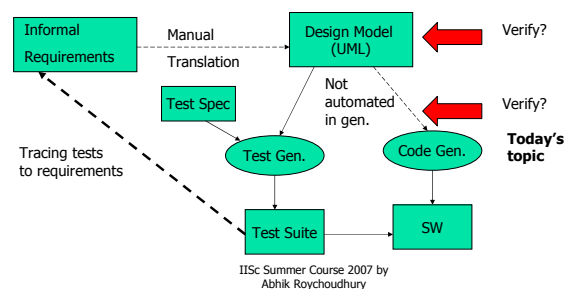 Informal
Requirements
Manual
Translation
Design Model
(UML)
Verify?
Test Spec
Not
automated
in gen.
Verify?
Today's
topic
Tracing tests
to requirements
Test Gen.
Code Gen.
Test Suite
SW
IISc Summer Course 2007 by
Abhik Roychoudhury